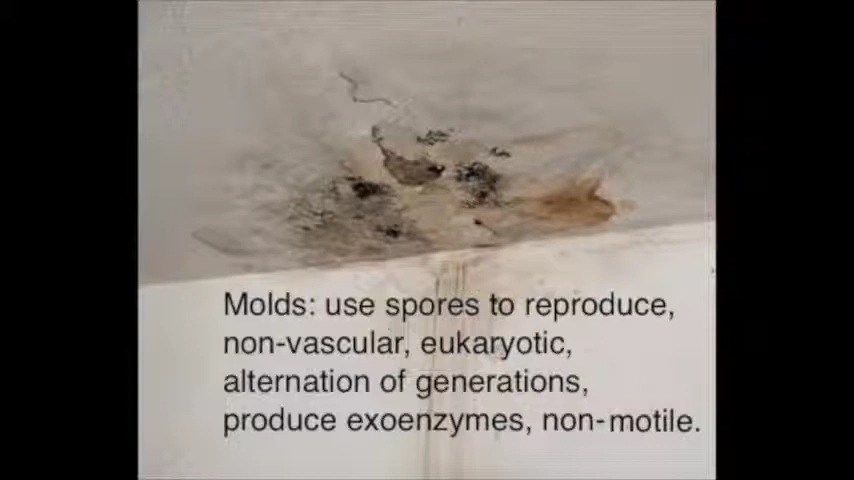 Molds: use spores to reproduce,
non-vascular, eukaryotic,
alternation of generations,
produce exoenzymes, non-motile.